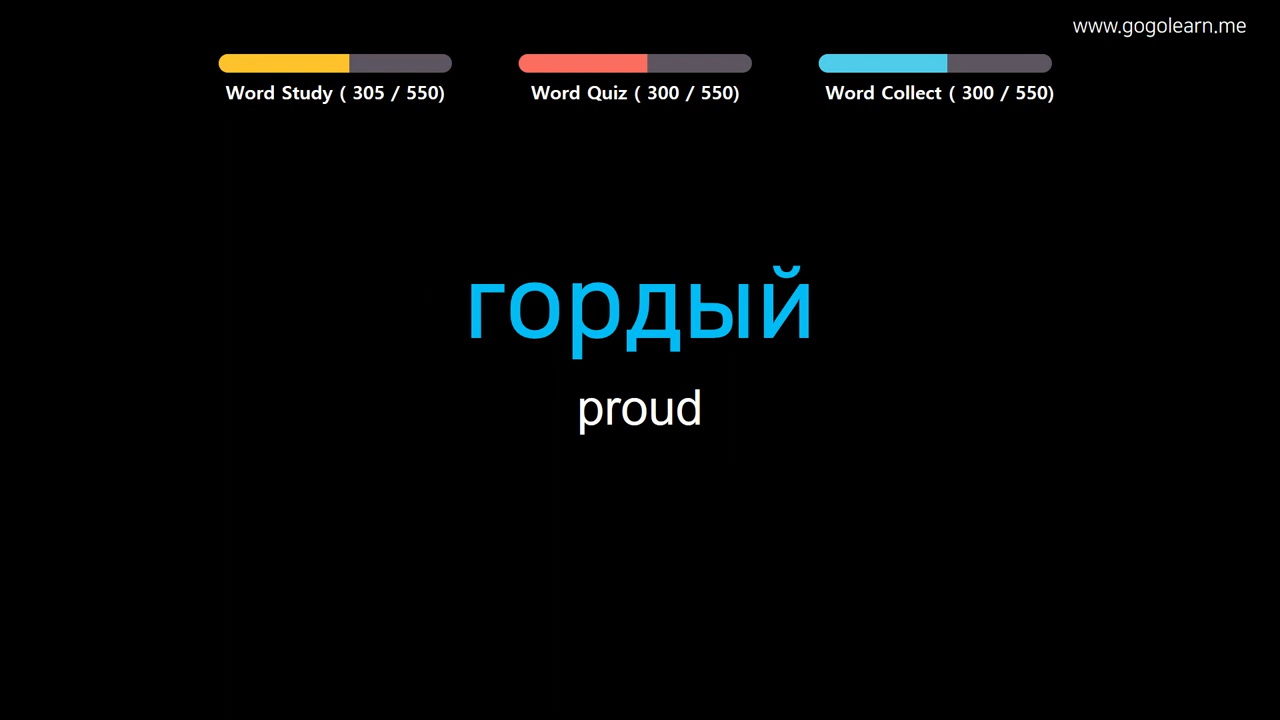 www.gogolearn.me
Word Study ( 305 / 550)
Word Quiz ( 300 / 550)
Word Collect ( 300 / 550)
гордый
proud